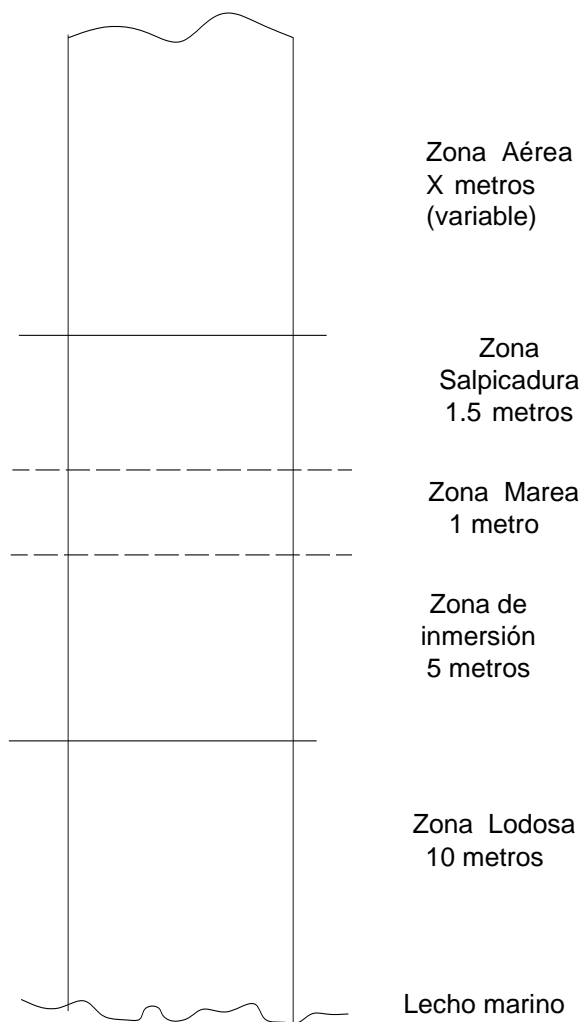 Zona Aérea
X metros
(variable)
Zona
Salpicadura
1.5 metros
Zona Marea
1 metro
Zona de
inmersión
5 metros
Zona Lodosa
10 metros
Lecho marino